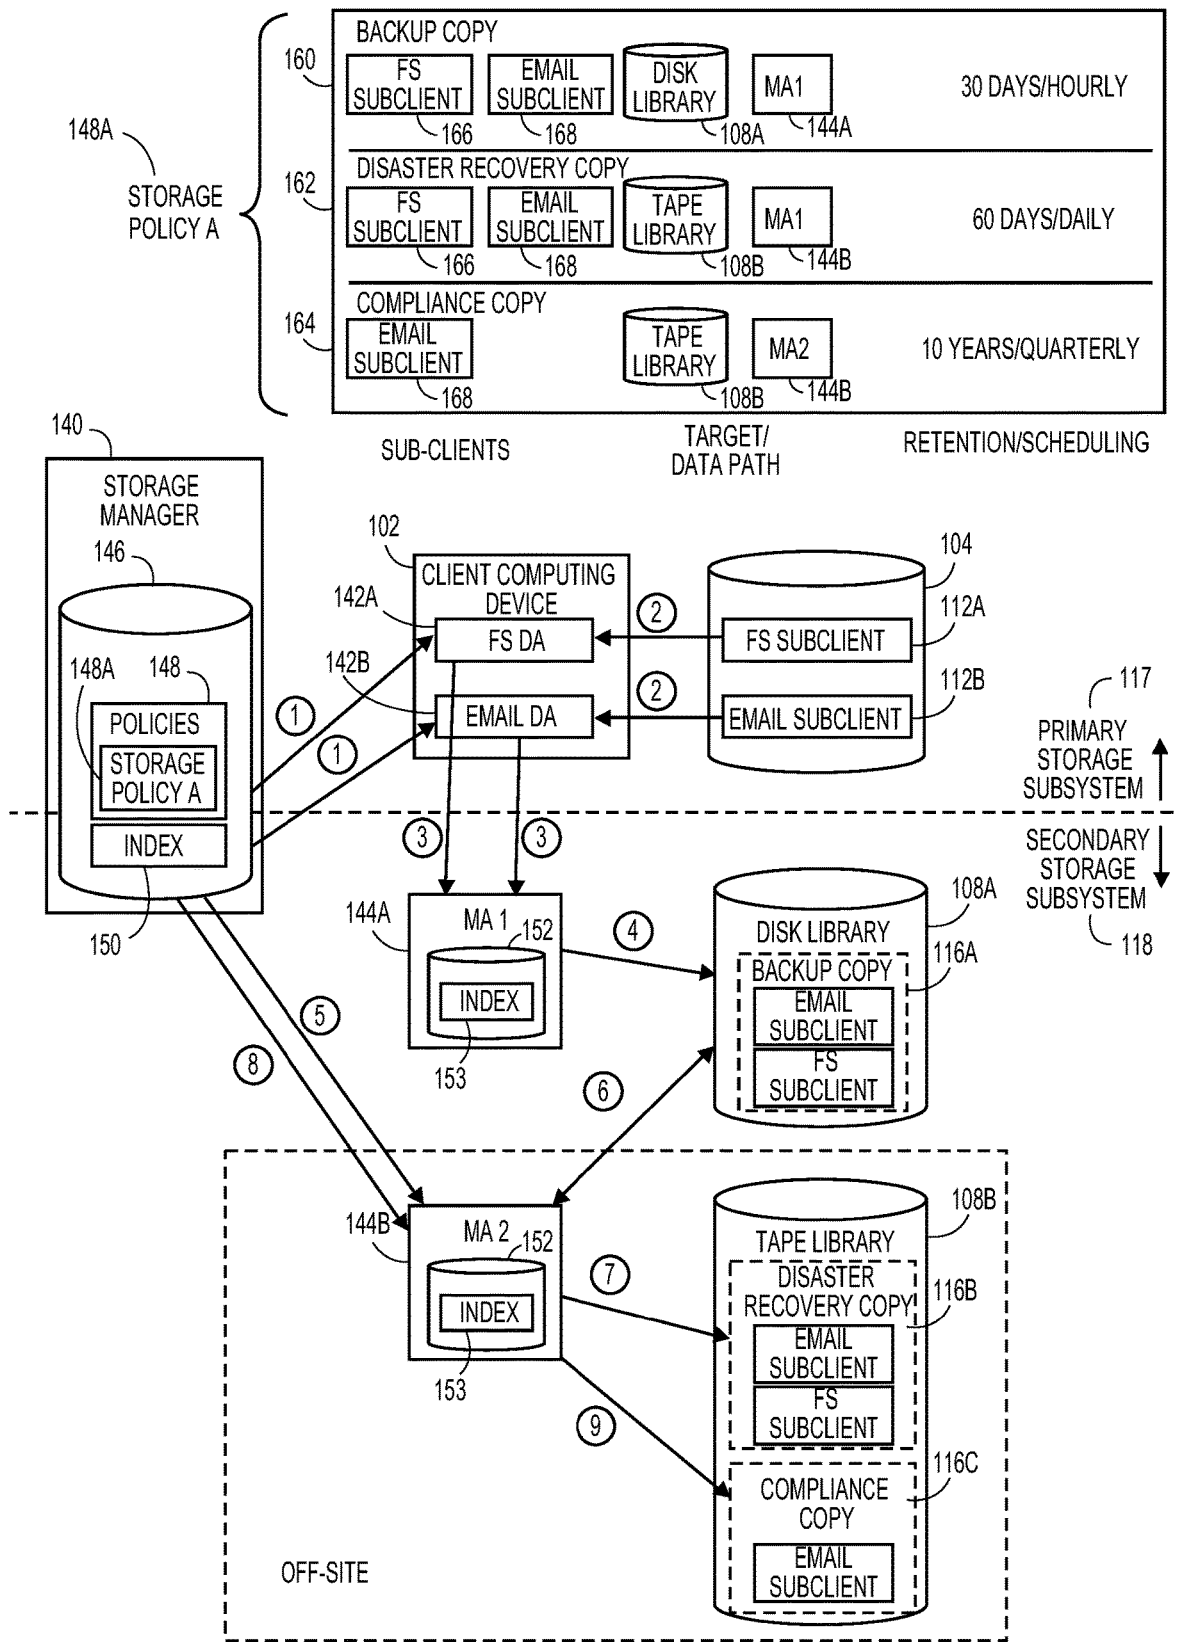 BACKUP COPY
160
FS
SUBCLIENT
166
EMAIL
SUBCLIENT
168
DISK
LIBRARY
108A
MA1
144A
30 DAYS/HOURLY
148A
STORAGE
POLICY A
DISASTER RECOVERY COPY
162
FS
SUBCLIENT
166
EMAIL
SUBCLIENT
168
TAPE
LIBRARY
108B
MA1
144B
60 DAYS/DAILY
COMPLIANCE COPY
164
EMAIL
SUBCLIENT
168
TAPE
LIBRARY
108B
MA2
144B
10 YEARS/QUARTERLY
SUB-CLIENTS
TARGET/
DATA PATH
RETENTION/SCHEDULING
140
STORAGE
MANAGER
146
148A
148
POLICIES
STORAGE
POLICY A
INDEX
150
102
CLIENT COMPUTING
DEVICE
142A
FS DA
142B
EMAIL DA
104
112A
FS SUBCLIENT
112B
EMAIL SUBCLIENT
1
1
2
2
117
PRIMARY
STORAGE
SUBSYSTEM
SECONDARY
STORAGE
SUBSYSTEM
118
3
3
144A
MA 1
152
INDEX
153
4
108A
DISK LIBRARY
116A
BACKUP COPY
EMAIL
SUBCLIENT
FS
SUBCLIENT
5
8
6
144B
MA 2
152
INDEX
153
7
9
108B
TAPE LIBRARY
DISASTER
RECOVERY COPY
116B
EMAIL
SUBCLIENT
FS
SUBCLIENT
116C
COMPLIANCE
COPY
EMAIL
SUBCLIENT
OFF-SITE